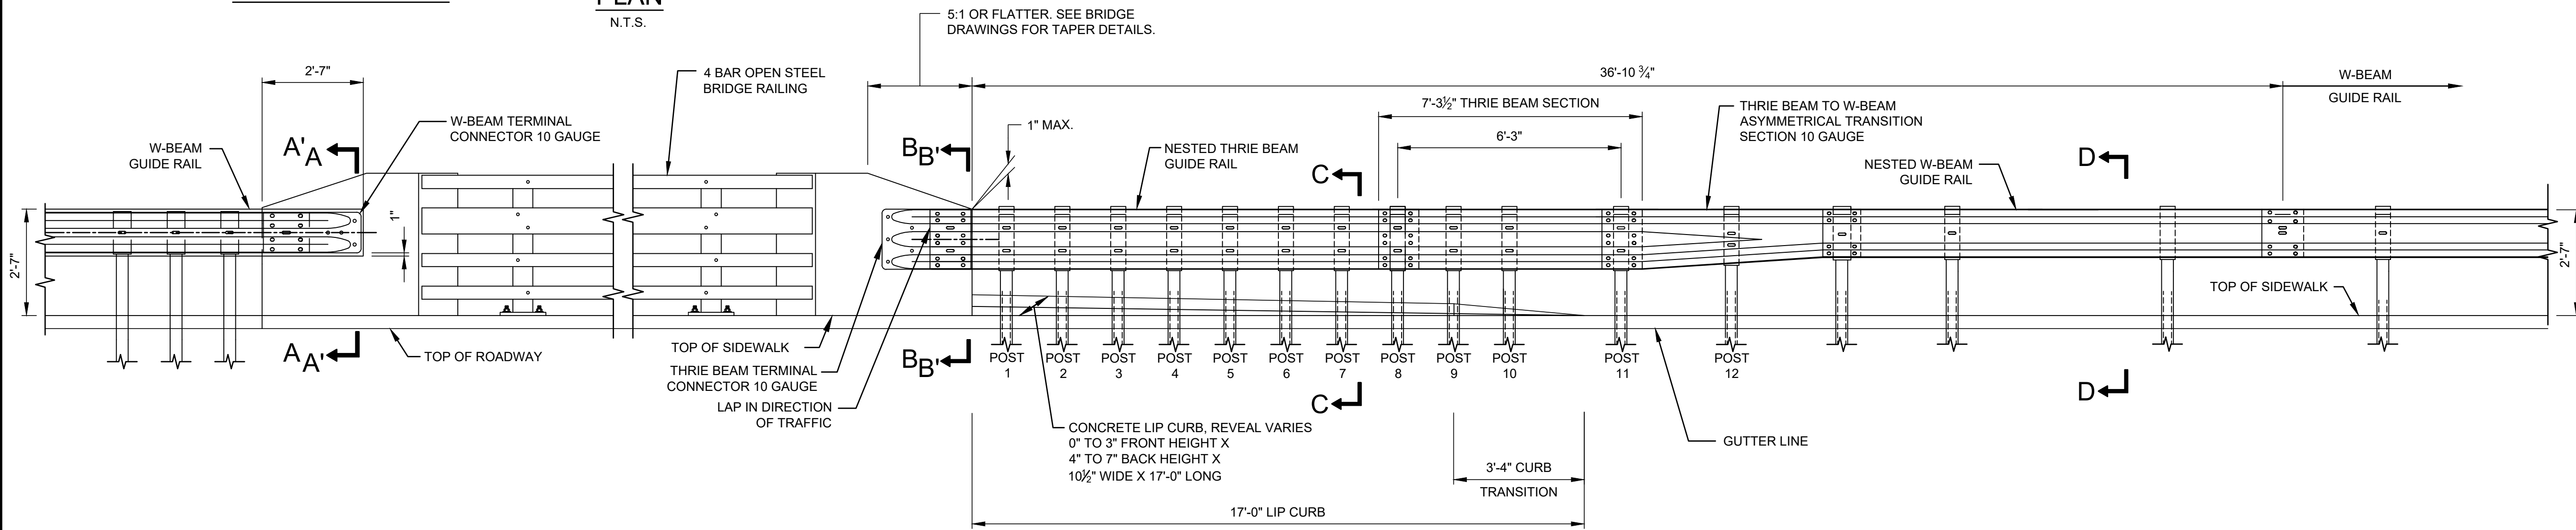 PLAN
N.T.S.
5:1 OR FLATTER. SEE BRIDGE
DRAWINGS FOR TAPER DETAILS.
2'-7"
4 BAR OPEN STEEL
BRIDGE RAILING
36'-10 3/4"
W-BEAM
GUIDE RAIL
7'-3½" THRIE BEAM SECTION
THRIE BEAM TO W-BEAM
ASYMMETRICAL TRANSITION
SECTION 10 GAUGE
W-BEAM TERMINAL
CONNECTOR 10 GAUGE
1" MAX.
6'-3"
W-BEAM
GUIDE RAIL
A'
A
B
B'
NESTED THRIE BEAM
GUIDE RAIL
C
NESTED W-BEAM
GUIDE RAIL
D
2'-7"
1"
2'-7"
TOP OF SIDEWALK
A
A'
TOP OF ROADWAY
TOP OF SIDEWALK
B
B'
THRIE BEAM TERMINAL
CONNECTOR 10 GAUGE
LAP IN DIRECTION
OF TRAFFIC
POST
1
POST
2
POST
3
POST
4
POST
5
POST
6
POST
7
POST
8
POST
9
POST
10
POST
11
POST
12
C
D
CONCRETE LIP CURB, REVEAL VARIES
0" TO 3" FRONT HEIGHT X
4" TO 7" BACK HEIGHT X
10½" WIDE X 17'-0" LONG
GUTTER LINE
3'-4" CURB
TRANSITION
17'-0" LIP CURB